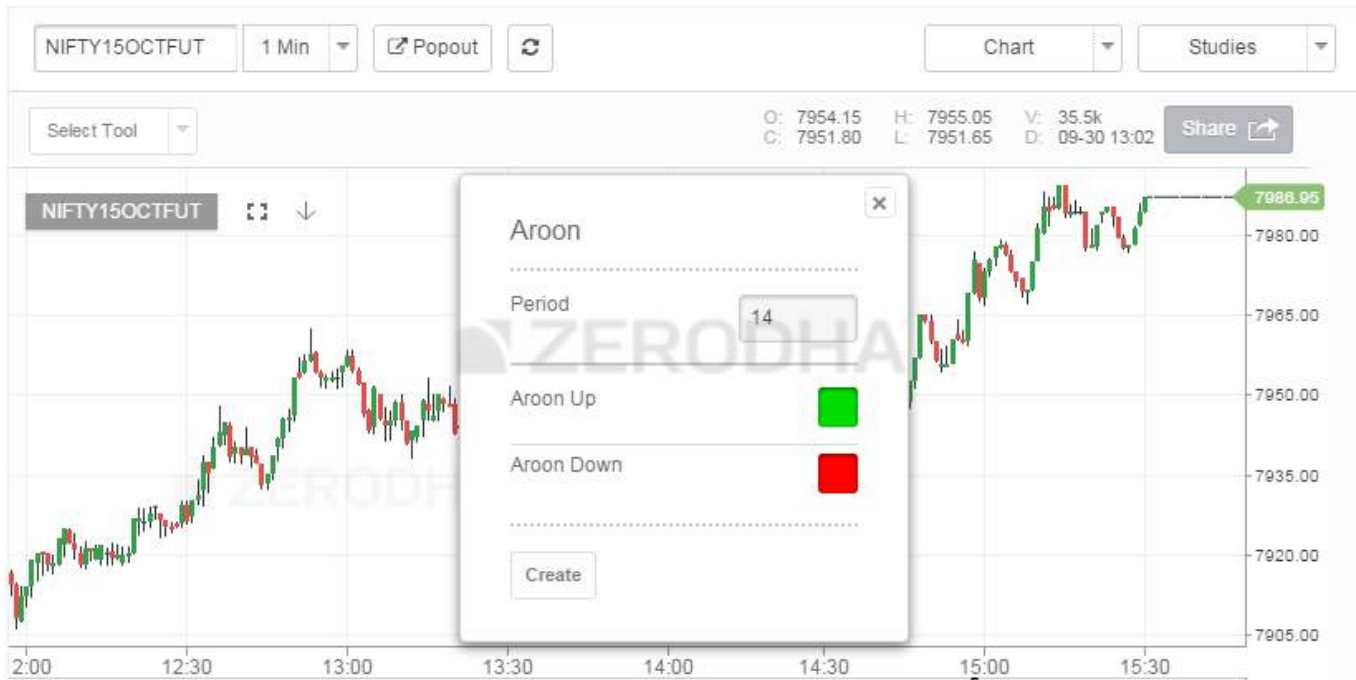 NIFTY15OCTFUT 1 Min Popout Chart Studies
Select Tool O: 7954.15 H: 7955.05 V: 35.5k Share
C: 7951.80 L: 7951.65 D: 09-30 13:02
NIFTY15OCTFUT
7986.95
Aroon
7980.00
Period 14
7965.00
ZERODHA
Aroon Up
7950.00
Aroon Down
7935.00
ZERODH
7920.00
Create
7905.00
2:00 12:30 13:00 13:30 14:00 14:30 15:00 15:30